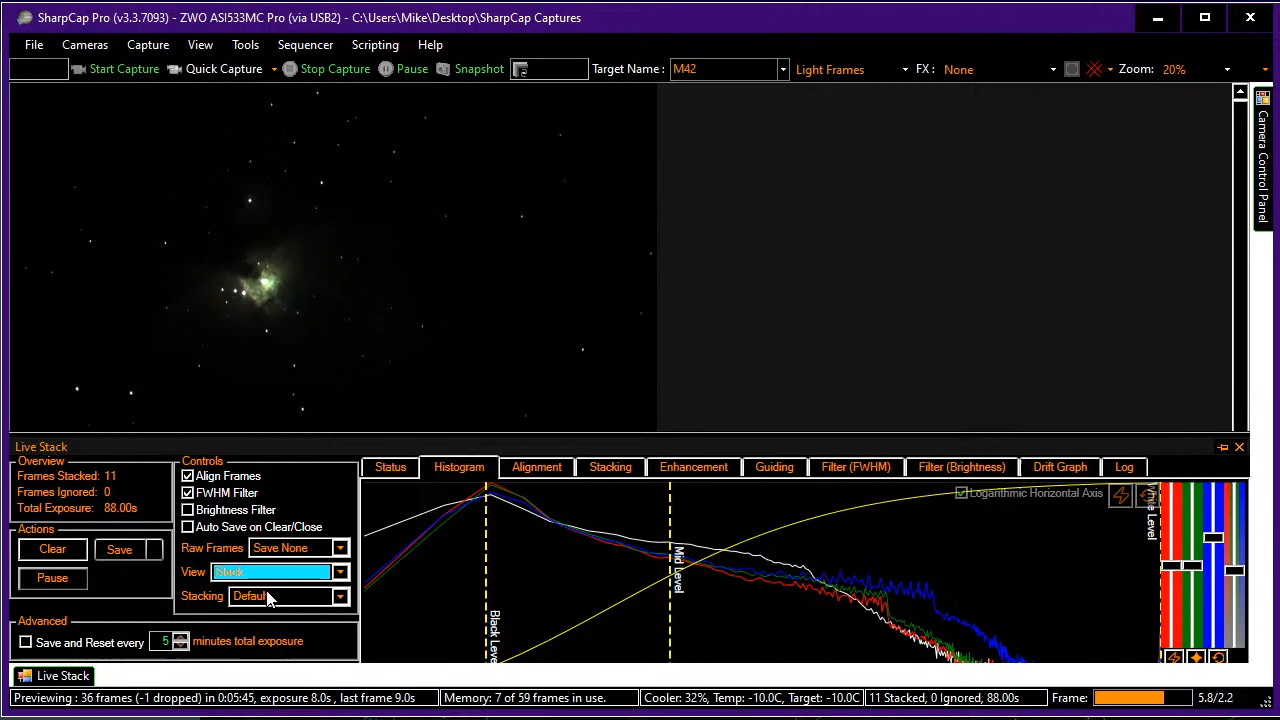 SharpCap Pro (v3.3.7093) - ZWO ASI533MC Pro (via USB2) - C:\Users\Mike\Desktop\SharpCap Captures
File Cameras Capture View Tools Sequencer Scripting Help
Start Capture Quick Capture Stop Capture Pause Snapshot Target Name : M42 Light Frames FX : None Zoom: 20%
Camera Control Panel
Live Stack
Overview
Frames Stacked: 11
Frames Ignored: 0
Total Exposure: 88.00s
Actions
Clear Save
Pause
Controls
Align Frames
FWHM Filter
Brightness Filter
Auto Save on Clear/Close
Raw Frames Save None
View Stack
Stacking Default
Advanced
Save and Reset every 5 minutes total exposure
Status Histogram Alignment Stacking Enhancement Guiding Filter (FWHM) Filter (Brightness) Drift Graph Log
Logarithmic Horizontal Axis
Black Level
Mid Level
White Level
Live Stack
Previewing : 36 frames (-1 dropped) in 0:05:45, exposure 8.0s , last frame 9.0s Memory: 7 of 59 frames in use. Cooler: 32%, Temp: -10.0C, Target: -10.0C 11 Stacked, 0 Ignored, 88.00s Frame: 5.8/2.2